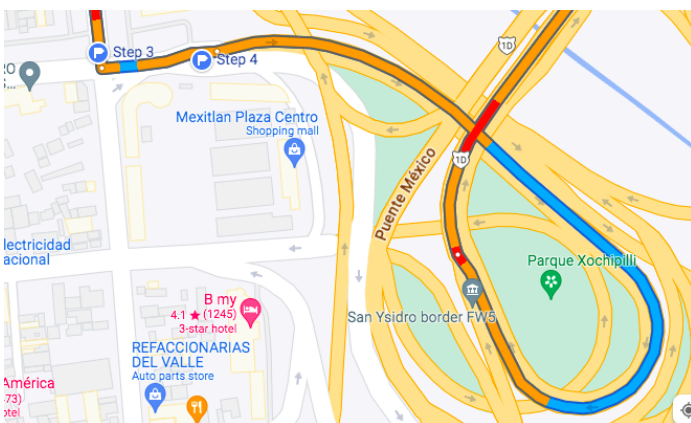 Step 3
Step 4
1D
Mexitlan Plaza Centro
Shopping mall
1D
Puente México
lectricidad
acional
Parque Xochipilli
B my
4.1 ★ (1245)
3-star hotel
San Ysidro border FW5
REFACCIONARIAS
DEL VALLE
Auto parts store
América
73)
otel